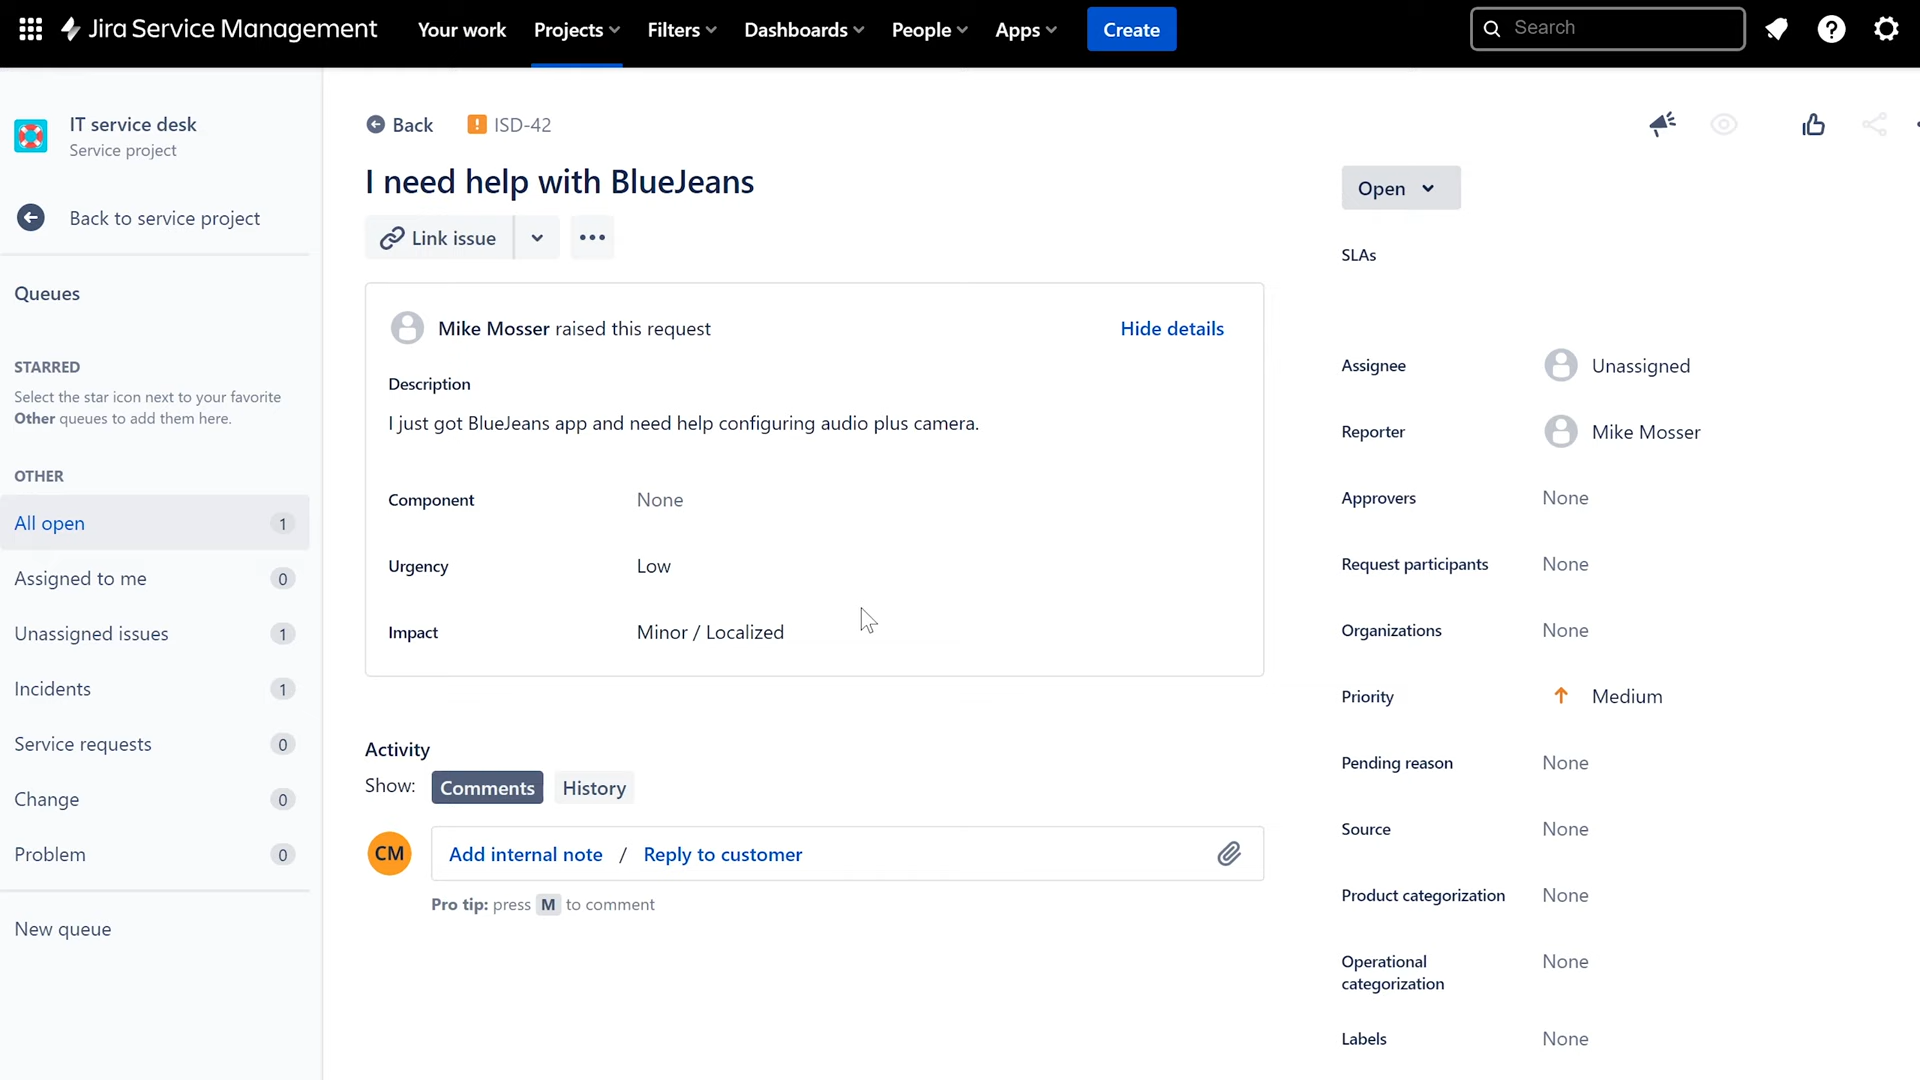 Jira Service Management
Your work
Projects
Filters
Dashboards
People
Apps
Create
Search
IT service desk
Service project
Back to service project
Queues
STARRED
Select the star icon next to your favorite
Other queues to add them here.
OTHER
All open 1
Assigned to me 0
Unassigned issues 1
Incidents 1
Service requests 0
Change 0
Problem 0
New queue
Back
ISD-42
I need help with BlueJeans
Link issue
Mike Mosser raised this request
Hide details
Description
I just got BlueJeans app and need help configuring audio plus camera.
Component None
Urgency Low
Impact Minor / Localized
Activity
Show: Comments History
CM
Add internal note / Reply to customer
Pro tip: press M to comment
Open
SLAs
Assignee Unassigned
Reporter Mike Mosser
Approvers None
Request participants None
Organizations None
Priority Medium
Pending reason None
Source None
Product categorization None
Operational None
categorization
Labels None